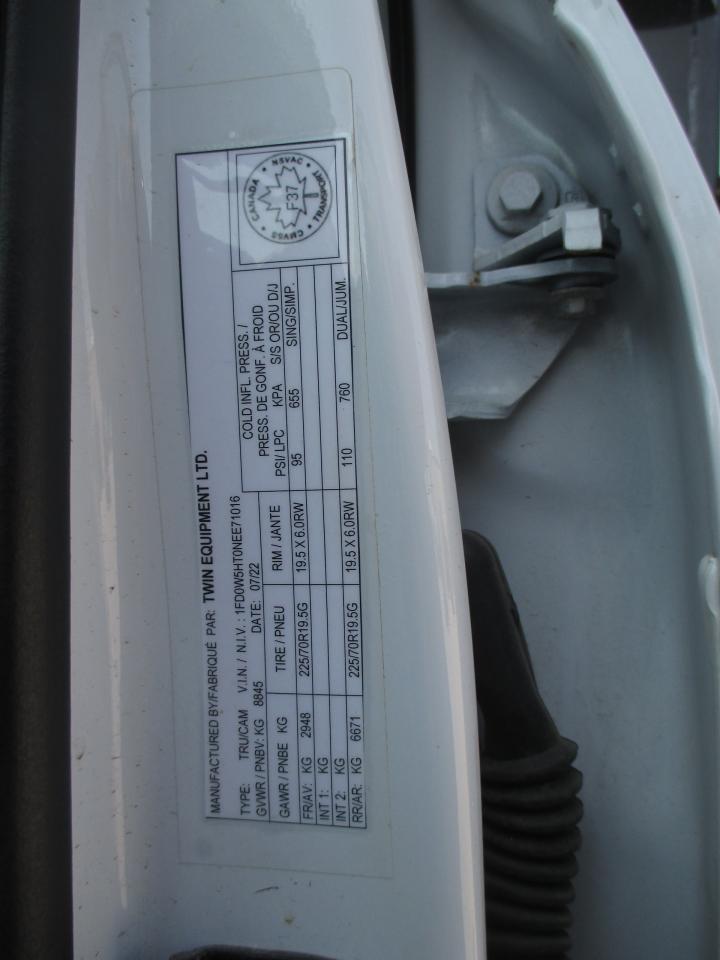 MANUFACTURED BY/FABRIQUÉ PAR: TWIN EQUIPMENT LTD.
TYPE: TRU/CAM V.I.N. / N.I.V. : 1FD0W5HT0NEE71016
GVWR / PNBV: KG 8845 DATE: 07/22
COLD INFL. PRESS. /
PRESS. DE GONF. À FROID
GAWR / PNBE KG TIRE / PNEU RIM / JANTE PSI/ LPC KPA S/S OR/OU D/J
FR/AV: KG 2948 225/70R19.5G 19.5 X 6.0RW 95 655 SING/SIMP.
INT 1: KG
INT 2: KG
RR/AR: KG 6671 225/70R19.5G 19.5 X 6.0RW 110 760 DUAL/JUM.
CANADA • NSVAC • TRANSPORT • CMVSS
F37